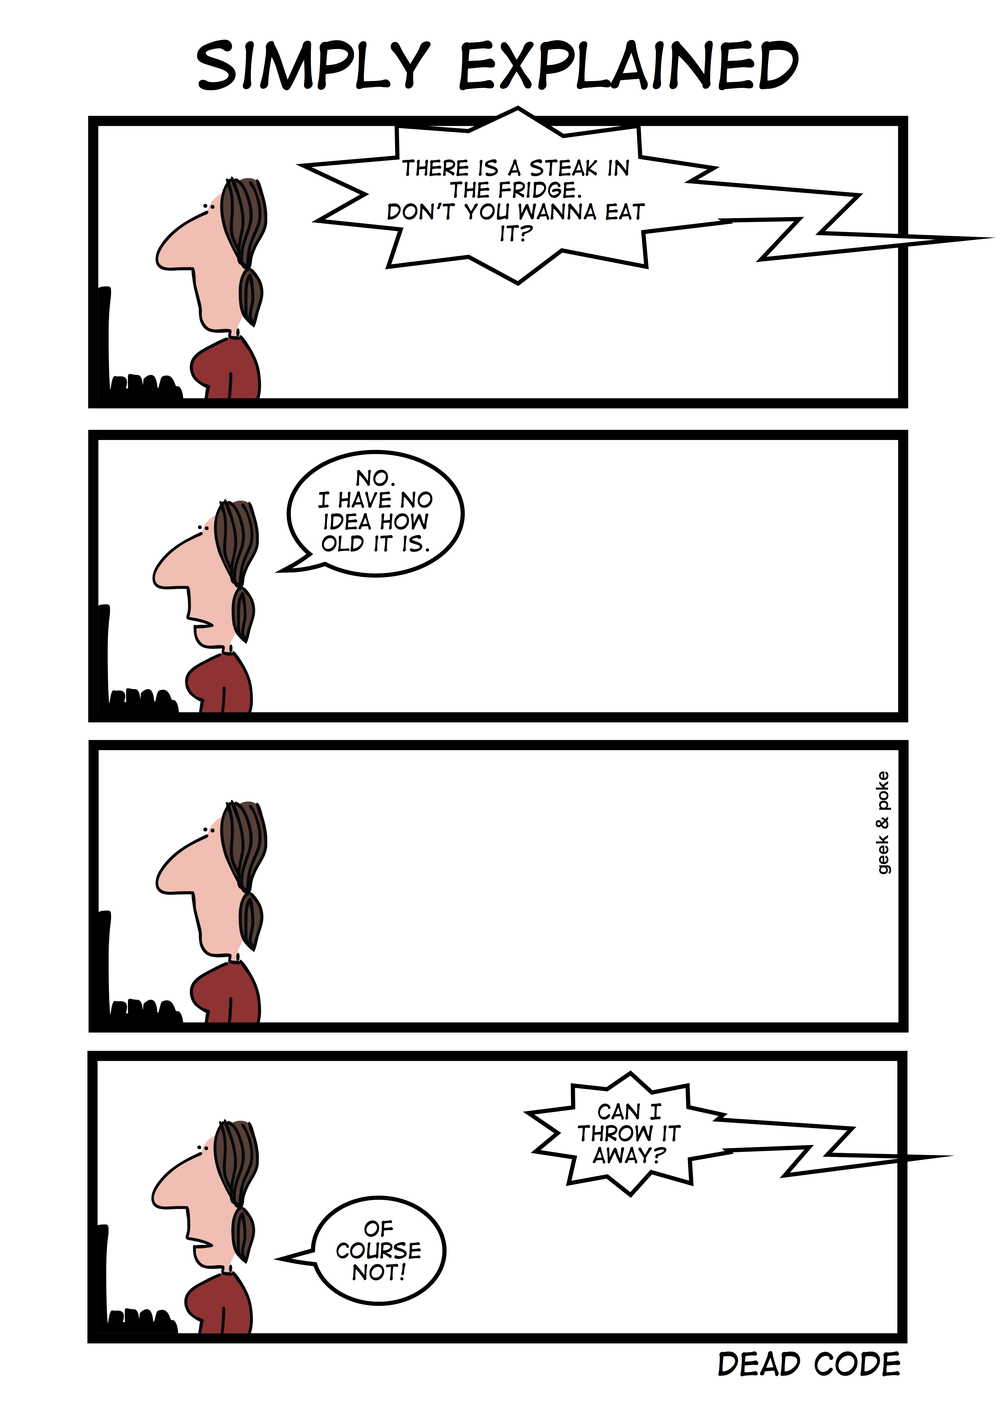 SIMPLY EXPLAINED
THERE IS A STEAK IN
THE FRIDGE.
DON'T YOU WANNA EAT
IT?
NO.
I HAVE NO
IDEA HOW
OLD IT IS.
geek & poke
CAN I
THROW IT
AWAY?
OF
COURSE
NOT!
DEAD CODE